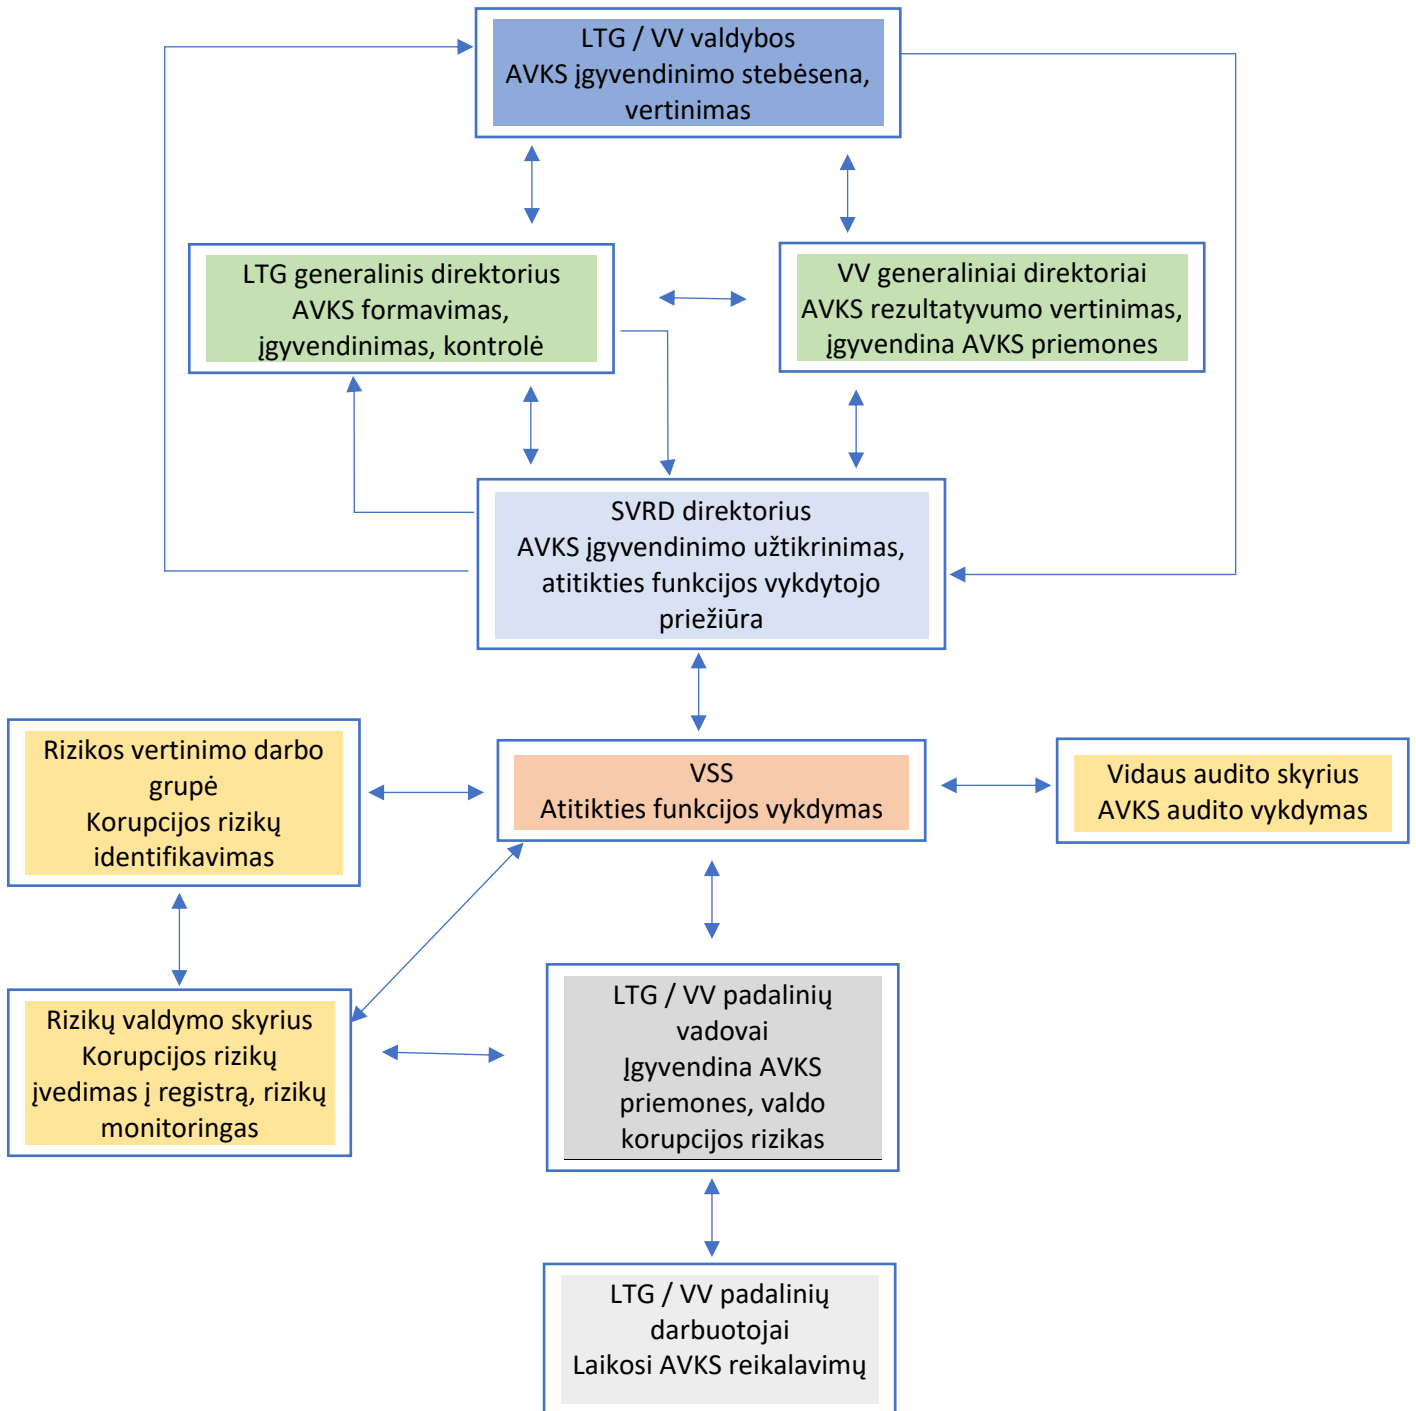 LTG / VV valdybos
AVKS įgyvendinimo stebėsena,
vertinimas
LTG generalinis direktorius
AVKS formavimas,
įgyvendinimas, kontrolė
VV generaliniai direktoriai
AVKS rezultatyvumo vertinimas,
įgyvendina AVKS priemones
SVRD direktorius
AVKS įgyvendinimo užtikrinimas,
atitikties funkcijos vykdytojo
priežiūra
Rizikos vertinimo darbo
grupė
Korupcijos rizikų
identifikavimas
VSS
Atitikties funkcijos vykdymas
Vidaus audito skyrius
AVKS audito vykdymas
Rizikų valdymo skyrius
Korupcijos rizikų
įvedimas į registrą, rizikų
monitoringas
LTG / VV padalinių
vadovai
Įgyvendina AVKS
priemones, valdo
korupcijos rizikas
LTG / VV padalinių
darbuotojai
Laikosi AVKS reikalavimų